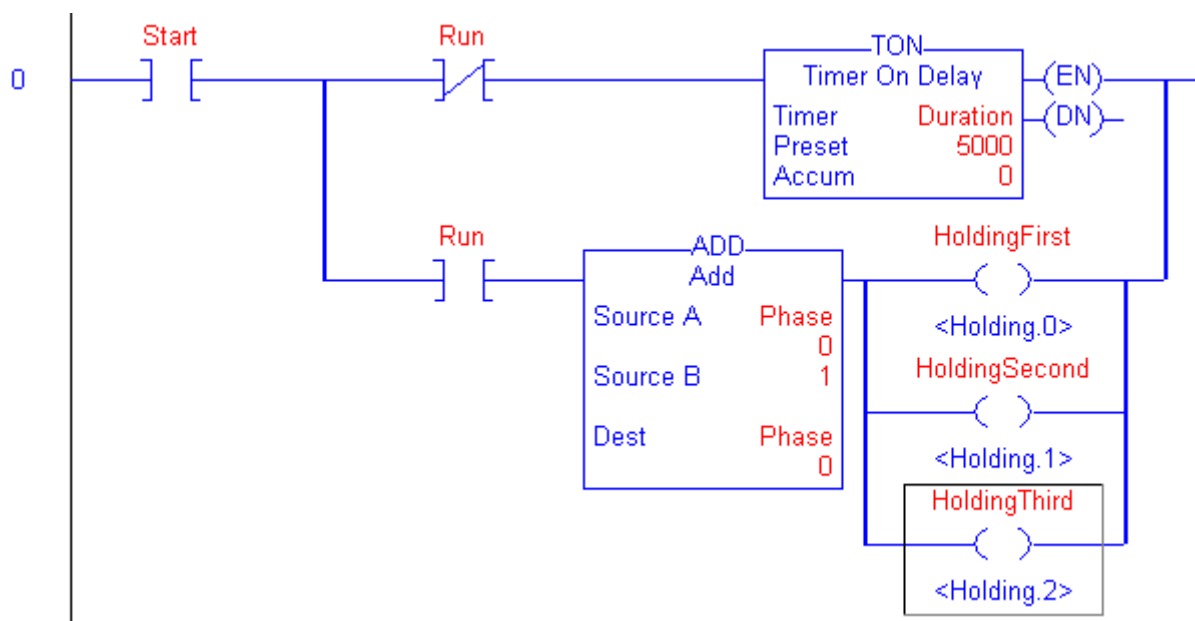 Start
Run
0
TON
Timer On Delay
Timer Duration
Preset 5000
Accum 0
(EN)
(DN)
Run
ADD
Add
Source A Phase
0
Source B 1
Dest Phase
0
HoldingFirst
<Holding.0>
HoldingSecond
<Holding.1>
HoldingThird
<Holding.2>